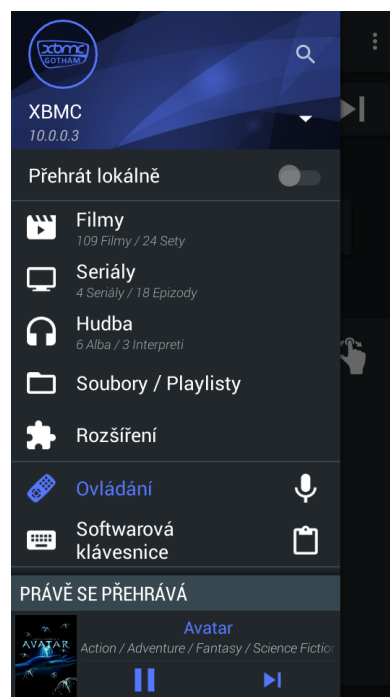 xbmc
GOTHAM
XBMC
10.0.0.3
Přehrát lokálně
Filmy
109 Filmy / 24 Sety
Seriály
4 Seriály / 18 Epizody
Hudba
6 Alba / 3 Interpreti
Soubory / Playlisty
Rozšíření
Ovládání
Softwarová
klávesnice
PRÁVĚ SE PŘEHRÁVÁ
AVATAR
Avatar
Action / Adventure / Fantasy / Science Fiction